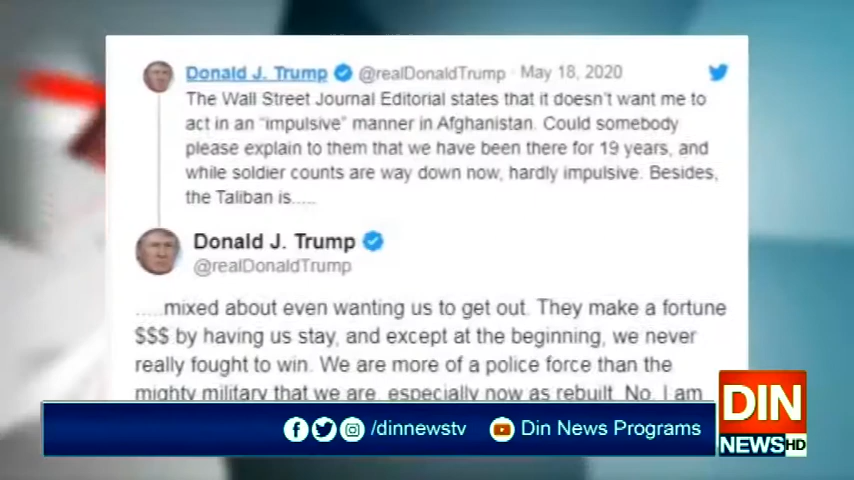 Donald J. Trump @realDonaldTrump · May 18, 2020
The Wall Street Journal Editorial states that it doesn't want me to
act in an "impulsive" manner in Afghanistan. Could somebody
please explain to them that we have been there for 19 years, and
while soldier counts are way down now, hardly impulsive. Besides,
the Taliban is.....
Donald J. Trump
@realDonaldTrump
.....mixed about even wanting us to get out. They make a fortune
$$$ by having us stay, and except at the beginning, we never
really fought to win. We are more of a police force than the
mighty military that we are, especially now as rebuilt. No, I am
/dinnewstv Din News Programs
DIN
NEWS HD